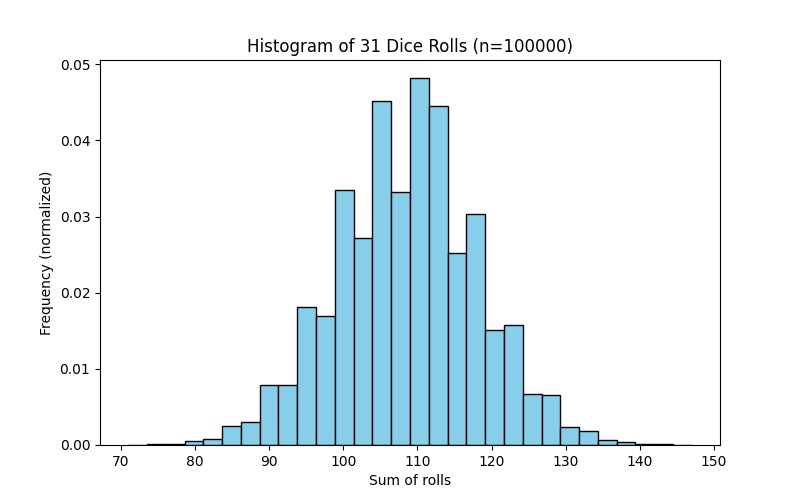 Histogram of 31 Dice Rolls (n=100000)
Frequency (normalized)
0.05
0.04
0.03
0.02
0.01
0.00
70 80 90 100 110 120 130 140 150
Sum of rolls